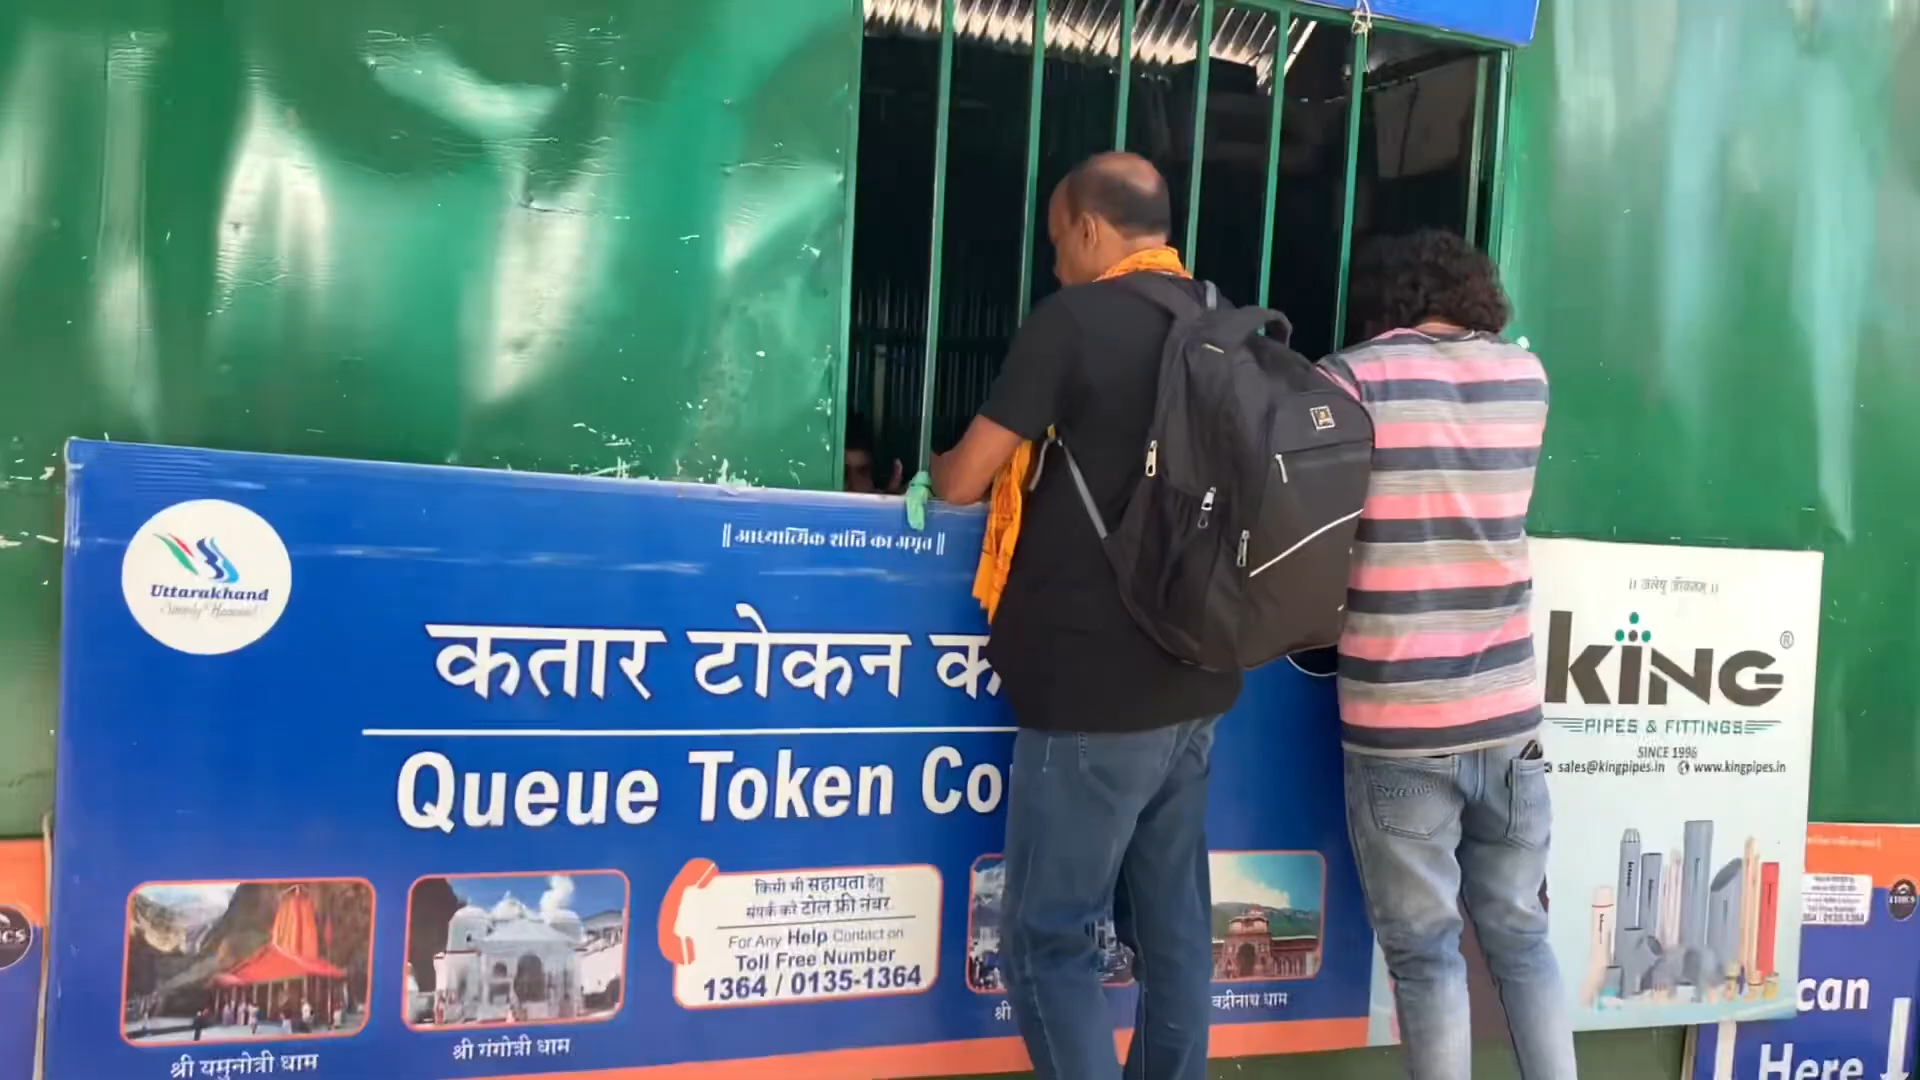 ॥ आध्यात्मिक शांति का अमृत ॥
Uttarakhand
Simply Heaven!
कतार टोकन क
Queue Token Co
किसी भी सहायता हेतु
संपर्क करें टोल फ्री नंबर
For Any Help Contact on
Toll Free Number
1364 / 0135-1364
श्री यमुनोत्री धाम
श्री गंगोत्री धाम
श्री
बद्रीनाथ धाम
KING ®
PIPES & FITTINGS
SINCE 1996
sales@kingpipes.in www.kingpipes.in
can
Here